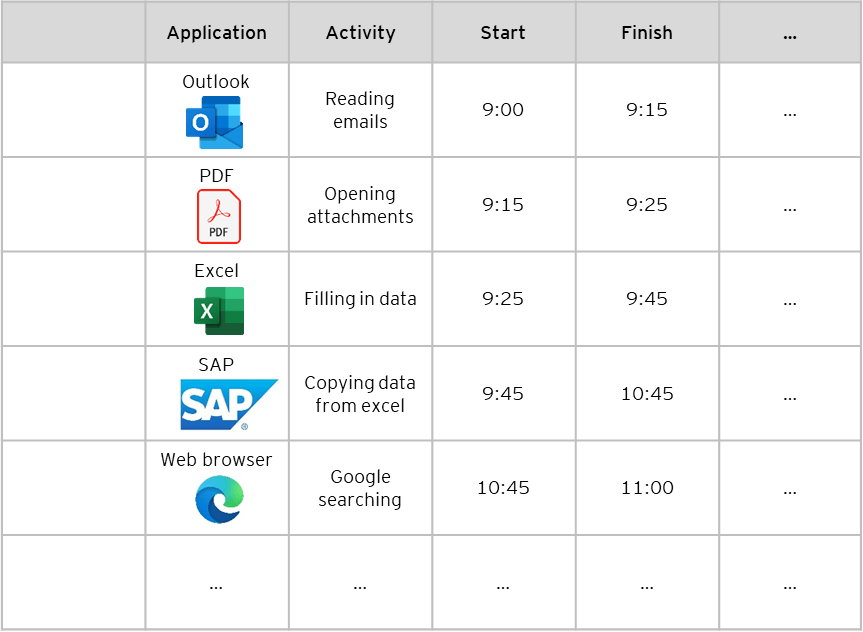 Application Activity Start Finish ...
Outlook
O
Reading
emails
9:00 9:15 ...
PDF
PDF
Opening
attachments
9:15 9:25 ...
Excel
X
Filling in data 9:25 9:45 ...
SAP
SAP®
Copying data
from excel
9:45 10:45 ...
Web browser
Google
searching
10:45 11:00 ...
... ... ... ... ...